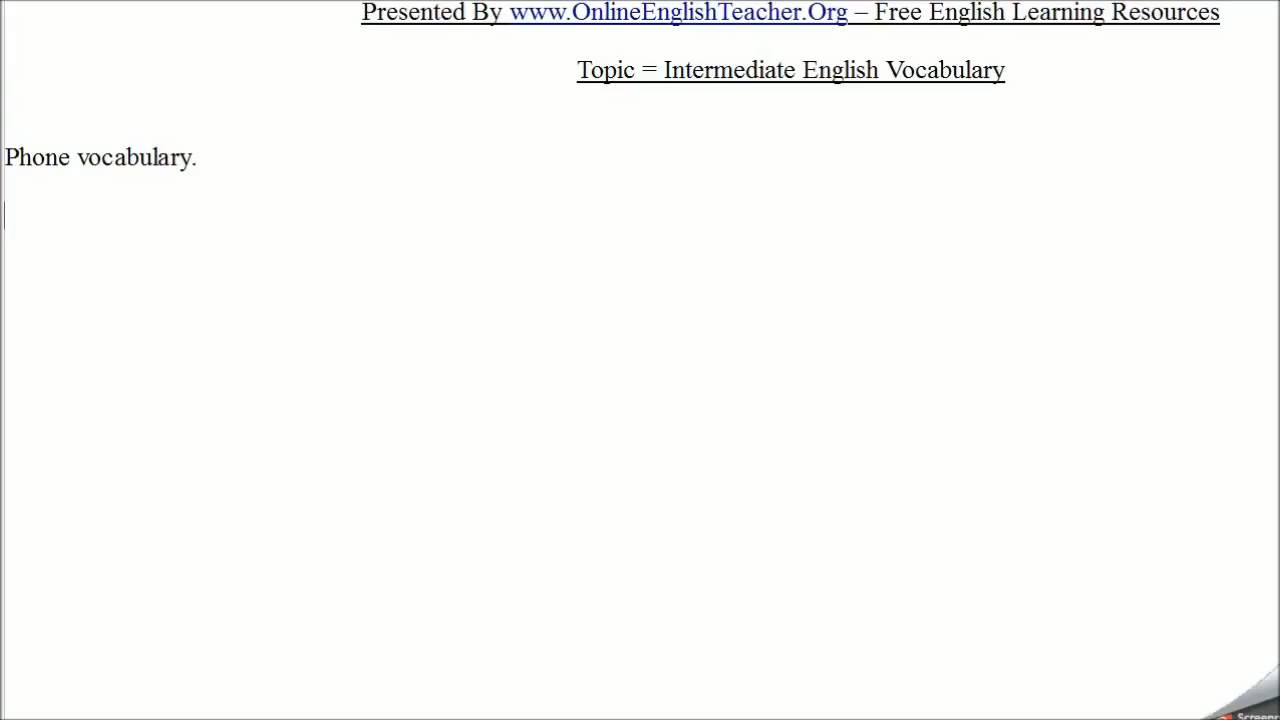 Presented By www.OnlineEnglishTeacher.Org – Free English Learning Resources
Topic = Intermediate English Vocabulary
Phone vocabulary.